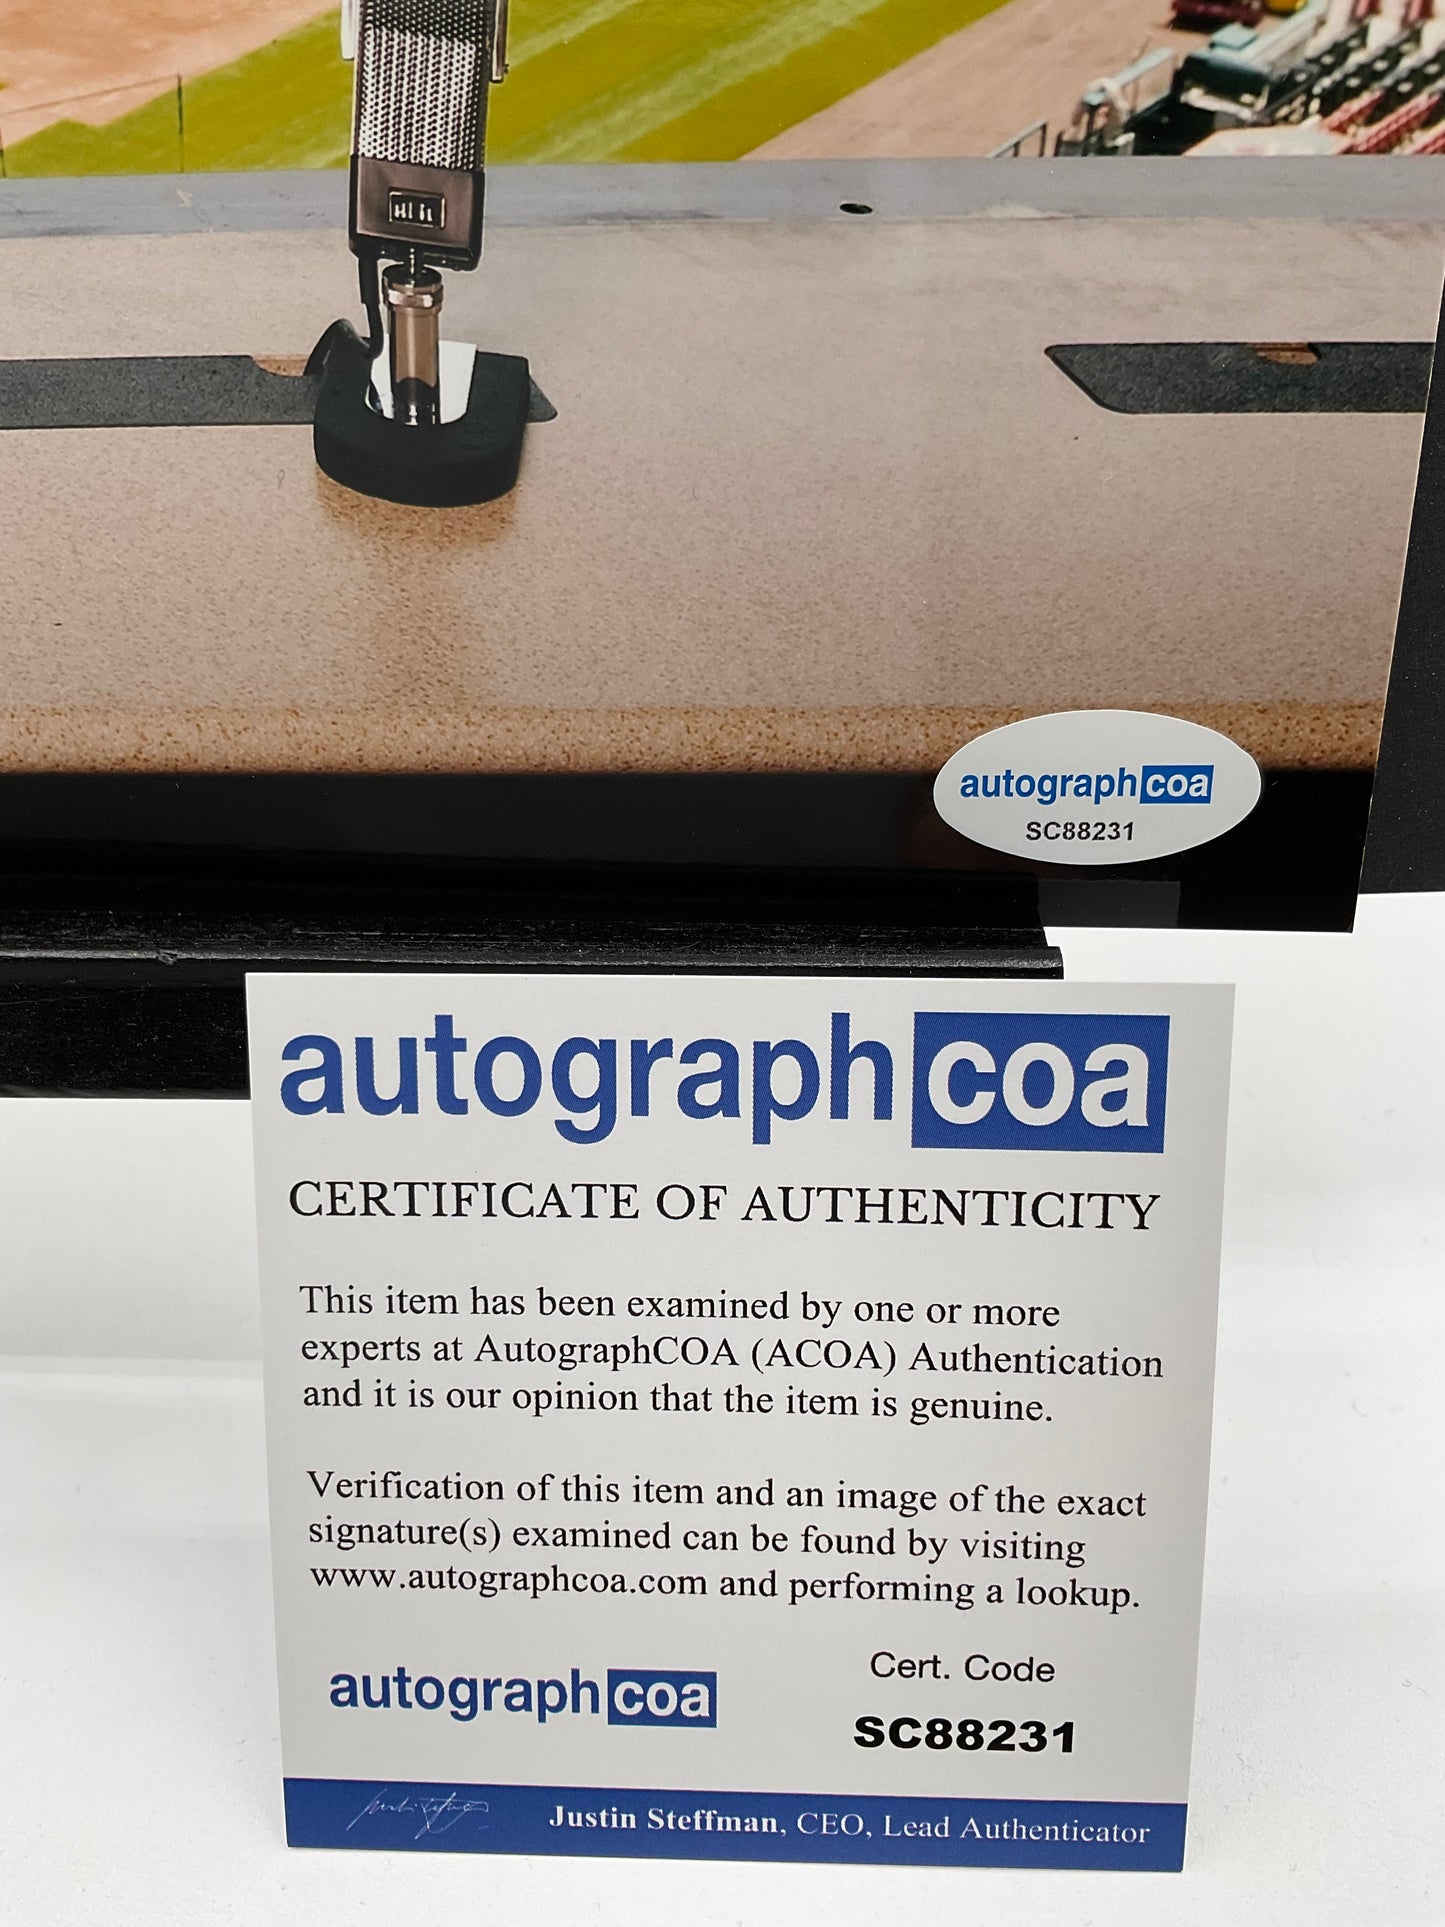 autographcoa
SC88231
autographcoa
CERTIFICATE OF AUTHENTICITY
This item has been examined by one or more
experts at AutographCOA (ACOA) Authentication
and it is our opinion that the item is genuine.
Verification of this item and an image of the exact
signature(s) examined can be found by visiting
www.autographcoa.com and performing a lookup.
autographcoa
Cert. Code
SC88231
Justin Steffman, CEO, Lead Authenticator